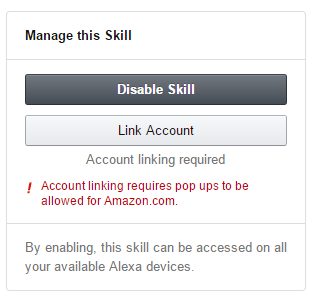 Manage this Skill
Disable Skill
Link Account
Account linking required
! Account linking requires pop ups to be
allowed for Amazon.com.
By enabling, this skill can be accessed on all
your available Alexa devices.